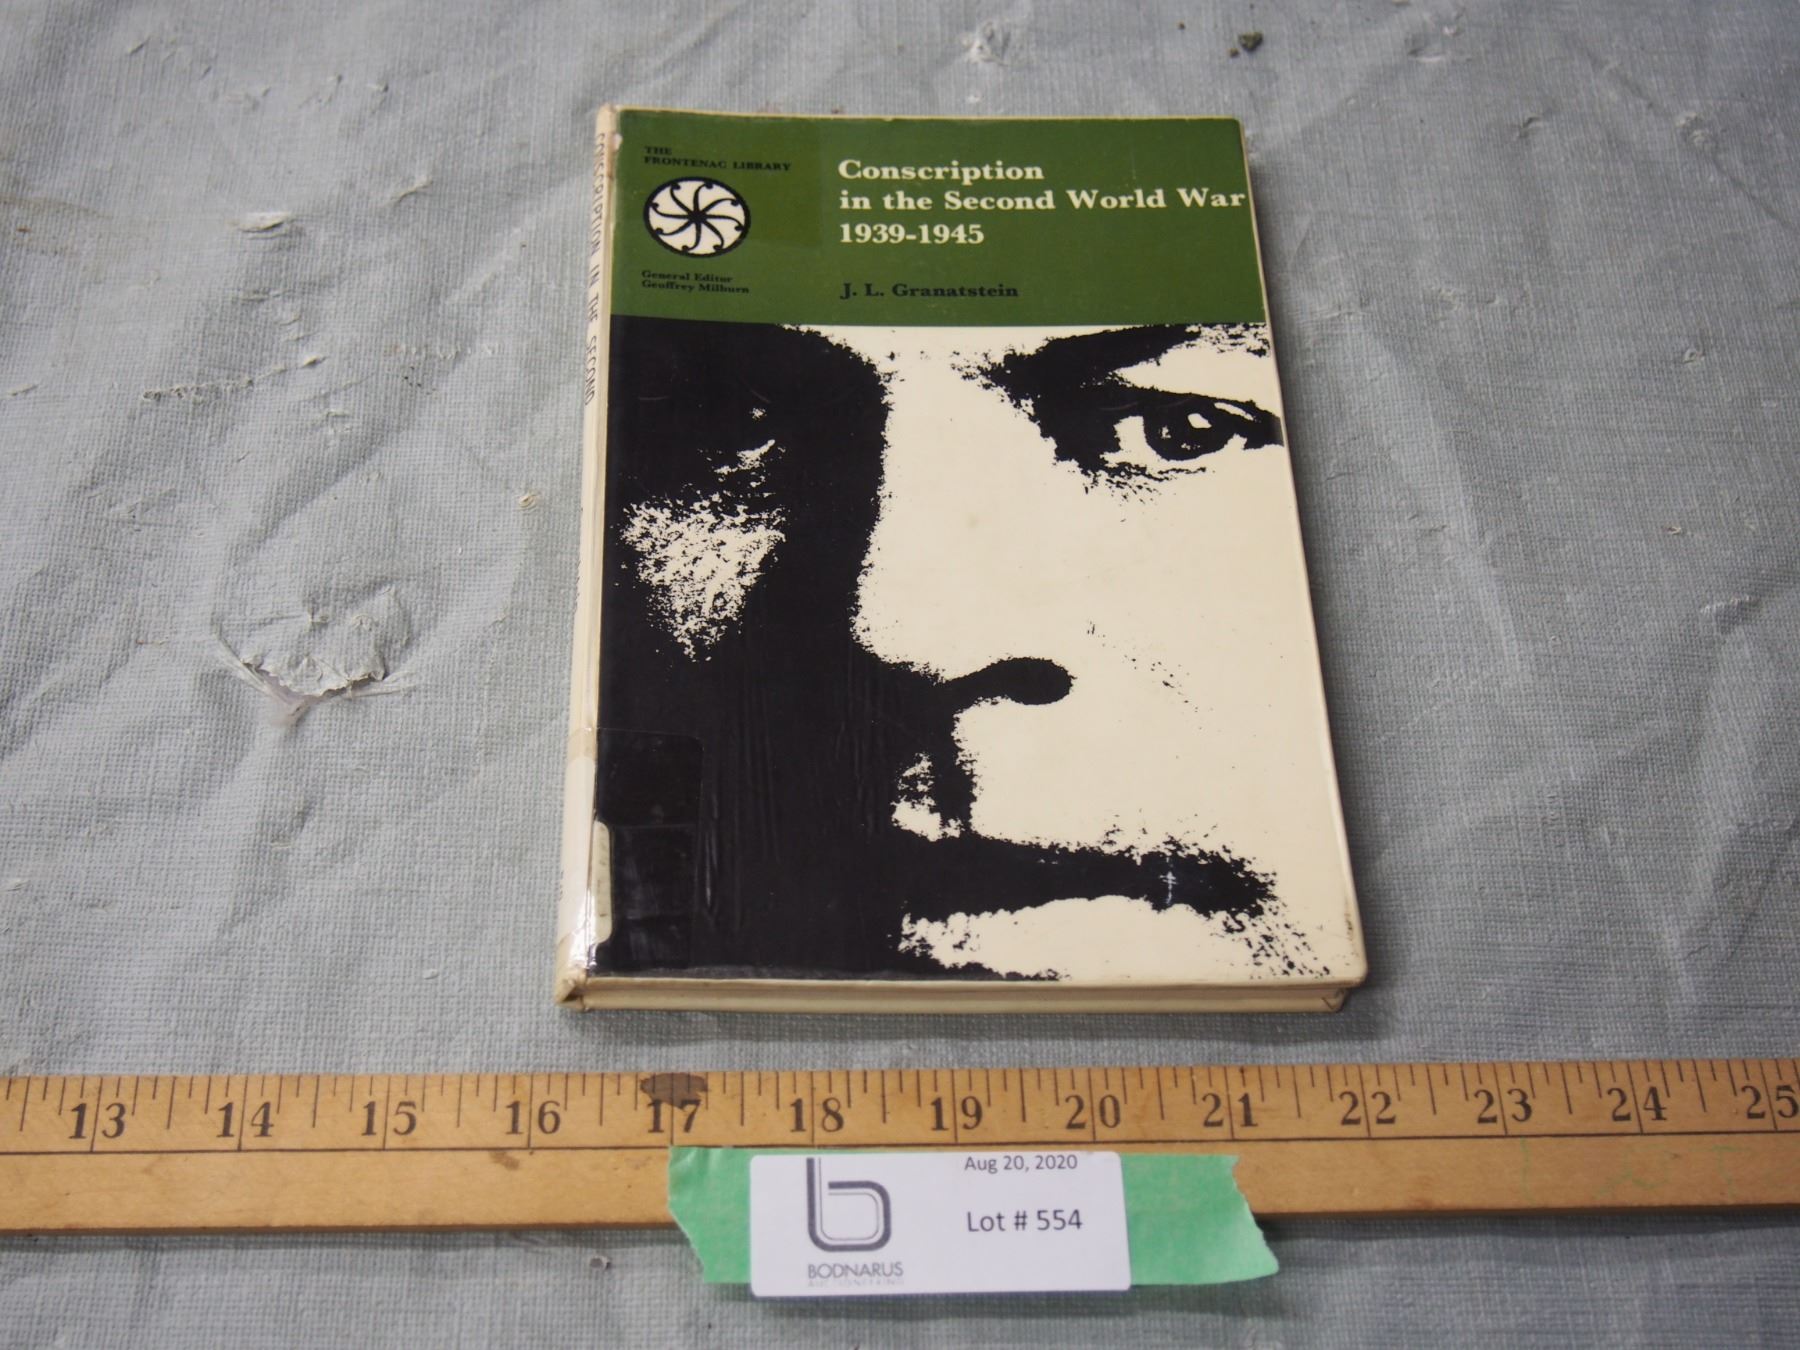 THE
FRONTENAC LIBRARY
Conscription
in the Second World War
1939-1945
General Editor
Geoffrey Milburn
J. L. Granatstein
CONSCRIPTION IN THE SECOND
13 14 15 16 17 18 19 20 21 22 23 24 25
Aug 20, 2020
Lot # 554
b
BODNARUS
AUCTIONEERING